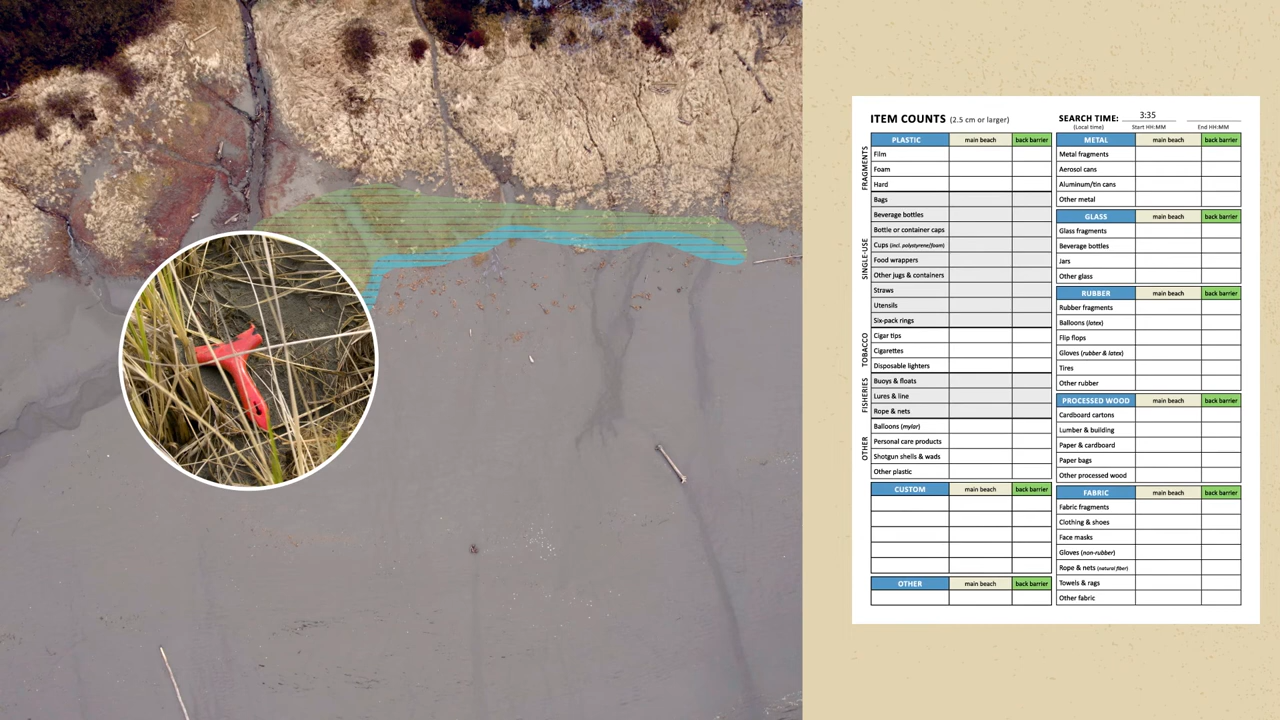 ITEM COUNTS (2.5 cm or larger)
SEARCH TIME: 3:35
(Local time) Start HH:MM End HH:MM
FRAGMENTS
SINGLE-USE
TOBACCO
FISHERIES
OTHER
PLASTIC main beach back barrier
Film
Foam
Hard
Bags
Beverage bottles
Bottle or container caps
Cups (incl. polystyrene/foam)
Food wrappers
Other jugs & containers
Straws
Utensils
Six-pack rings
Cigar tips
Cigarettes
Disposable lighters
Buoys & floats
Lures & line
Rope & nets
Balloons (mylar)
Personal care products
Shotgun shells & wads
Other plastic
CUSTOM main beach back barrier
OTHER main beach back barrier
METAL main beach back barrier
Metal fragments
Aerosol cans
Aluminum/tin cans
Other metal
GLASS main beach back barrier
Glass fragments
Beverage bottles
Jars
Other glass
RUBBER main beach back barrier
Rubber fragments
Balloons (latex)
Flip flops
Gloves (rubber & latex)
Tires
Other rubber
PROCESSED WOOD main beach back barrier
Cardboard cartons
Lumber & building
Paper & cardboard
Paper bags
Other processed wood
FABRIC main beach back barrier
Fabric fragments
Clothing & shoes
Face masks
Gloves (non-rubber)
Rope & nets (natural fiber)
Towels & rags
Other fabric